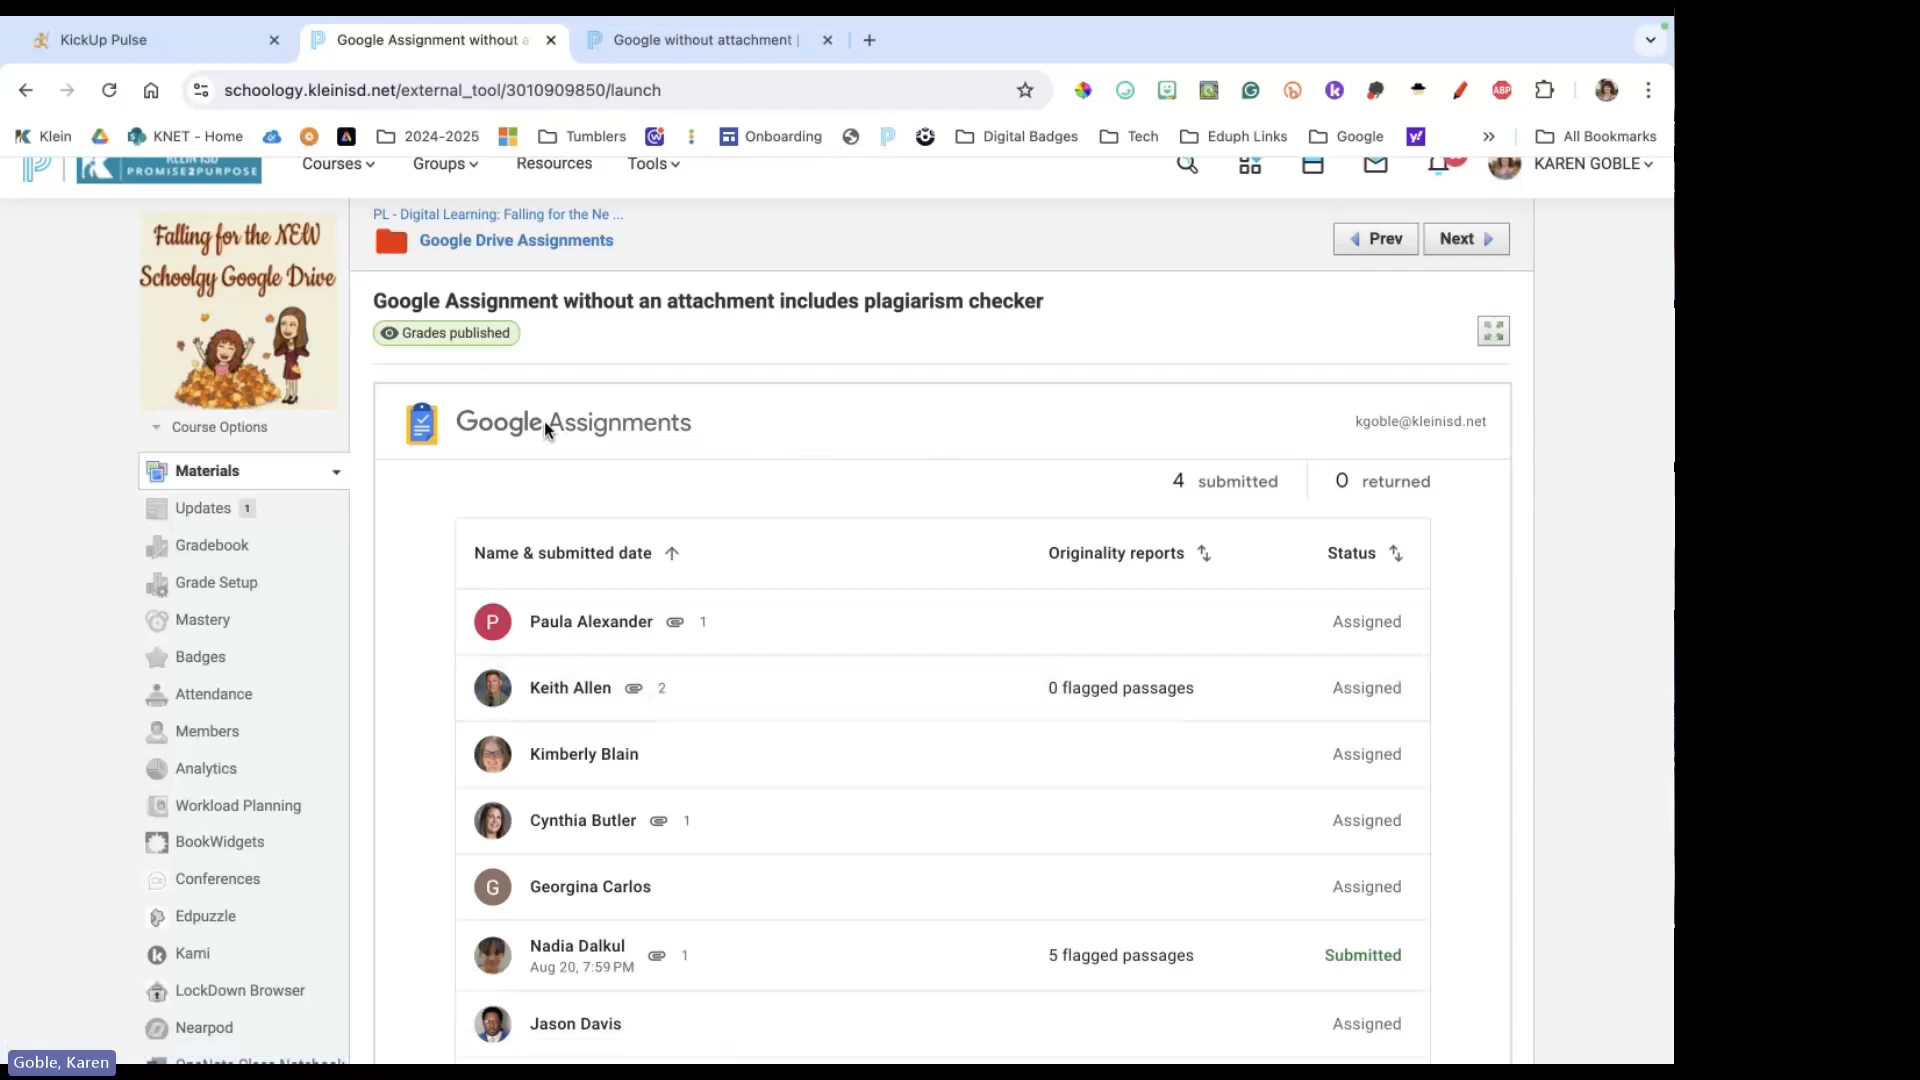 KickUp Pulse
Google Assignment without a
Google without attachment |
schoology.kleinisd.net/external_tool/3010909850/launch
ABP
Klein
KNET - Home
2024-2025
Tumblers
Onboarding
Digital Badges
Tech
Eduph Links
Google
y!
»
All Bookmarks
KLEIN ISD
PROMISE2PURPOSE
Courses
Groups
Resources
Tools
KAREN GOBLE
Falling for the NEW
Schoolgy Google Drive
Course Options
Materials
Updates 1
Gradebook
Grade Setup
Mastery
Badges
Attendance
Members
Analytics
Workload Planning
BookWidgets
Conferences
Edpuzzle
Kami
LockDown Browser
Nearpod
OneNote Class Notebook
PL - Digital Learning: Falling for the Ne ...
Google Drive Assignments
Prev
Next
Google Assignment without an attachment includes plagiarism checker
Grades published
Google Assignments
kgoble@kleinisd.net
4 submitted
0 returned
Name & submitted date
Originality reports
Status
P Paula Alexander 1 Assigned
Keith Allen 2 0 flagged passages Assigned
Kimberly Blain Assigned
Cynthia Butler 1 Assigned
G Georgina Carlos Assigned
Nadia Dalkul 1 5 flagged passages Submitted
Aug 20, 7:59 PM
Jason Davis Assigned
Goble, Karen